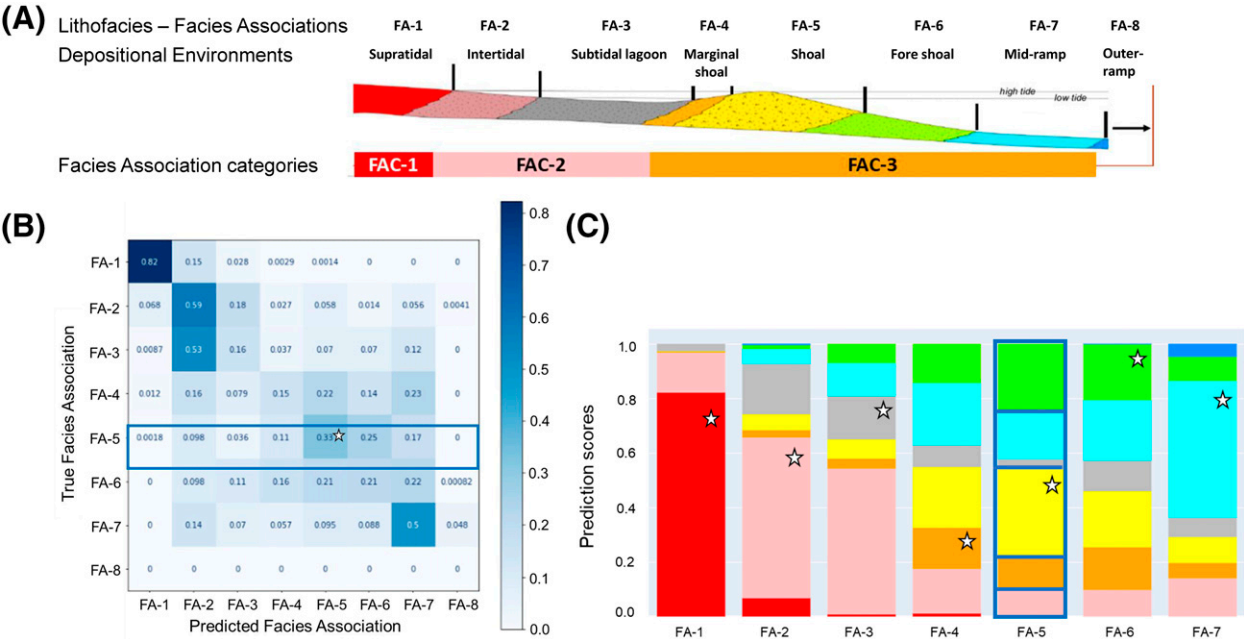 (A)
Lithofacies – Facies Associations FA-1 FA-2 FA-3 FA-4 FA-5 FA-6 FA-7 FA-8
Depositional Environments Supratidal Intertidal Subtidal lagoon Marginal shoal Shoal Fore shoal Mid-ramp Outer-ramp
high tide
low tide
Facies Association categories FAC-1 FAC-2 FAC-3
(B)
True Facies Association
FA-1 0.82 0.15 0.028 0.0029 0.0014 0 0 0
FA-2 0.068 0.59 0.18 0.027 0.058 0.014 0.056 0.0041
FA-3 0.0087 0.53 0.16 0.037 0.07 0.07 0.12 0
FA-4 0.012 0.16 0.079 0.15 0.22 0.14 0.23 0
FA-5 0.0018 0.098 0.036 0.11 0.33 0.25 0.17 0
FA-6 0 0.098 0.11 0.16 0.21 0.21 0.22 0.00082
FA-7 0 0.14 0.07 0.057 0.095 0.088 0.5 0.048
FA-8 0 0 0 0 0 0 0 0
FA-1 FA-2 FA-3 FA-4 FA-5 FA-6 FA-7 FA-8
Predicted Facies Association
0.8
0.7
0.6
0.5
0.4
0.3
0.2
0.1
0.0
(C)
Prediction scores
1.0
0.8
0.6
0.4
0.2
0.0
FA-1 FA-2 FA-3 FA-4 FA-5 FA-6 FA-7